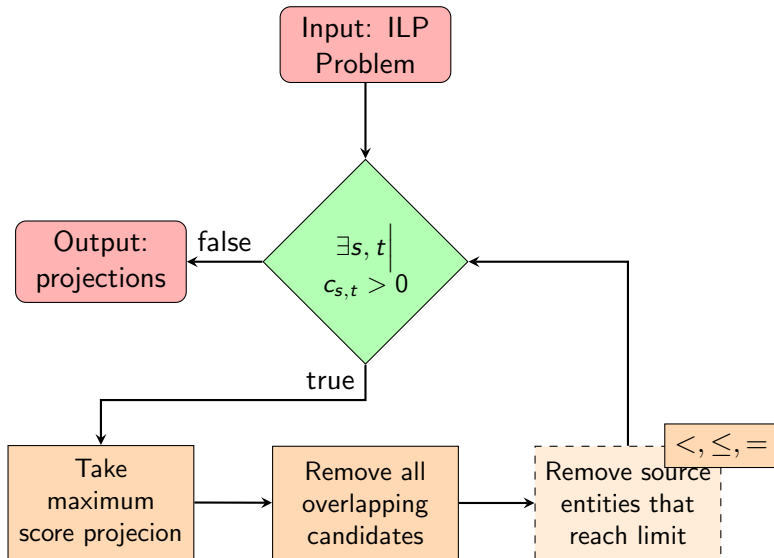 Input: ILP
Problem
∃s, t|
c_{s,t} > 0
false
Output:
projections
true
Take
maximum
score projecion
Remove all
overlapping
candidates
<, ≤, =
Remove source
entities that
reach limit